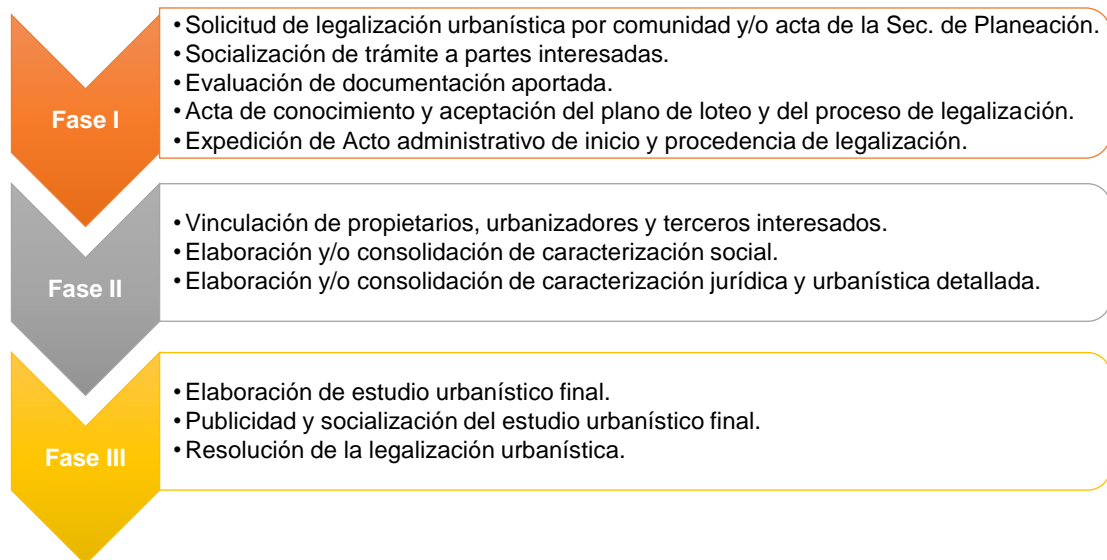 Fase I
• Solicitud de legalización urbanística por comunidad y/o acta de la Sec. de Planeación.
• Socialización de trámite a partes interesadas.
• Evaluación de documentación aportada.
• Acta de conocimiento y aceptación del plano de loteo y del proceso de legalización.
• Expedición de Acto administrativo de inicio y procedencia de legalización.
Fase II
• Vinculación de propietarios, urbanizadores y terceros interesados.
• Elaboración y/o consolidación de caracterización social.
• Elaboración y/o consolidación de caracterización jurídica y urbanística detallada.
Fase III
• Elaboración de estudio urbanístico final.
• Publicidad y socialización del estudio urbanístico final.
• Resolución de la legalización urbanística.